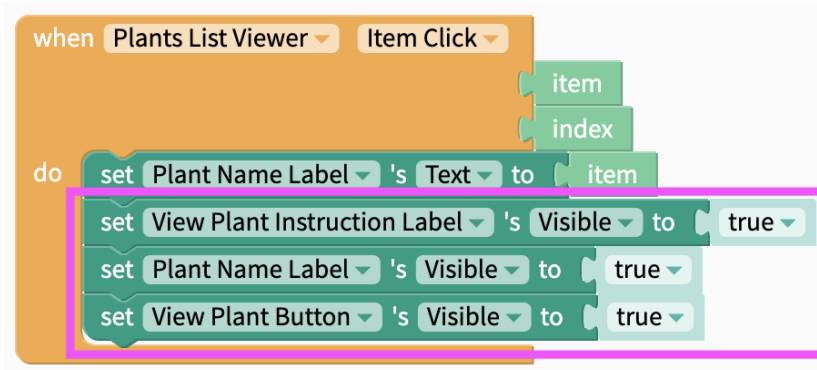 when Plants List Viewer Item Click
item
index
do set Plant Name Label 's Text to item
set View Plant Instruction Label 's Visible to true
set Plant Name Label 's Visible to true
set View Plant Button 's Visible to true